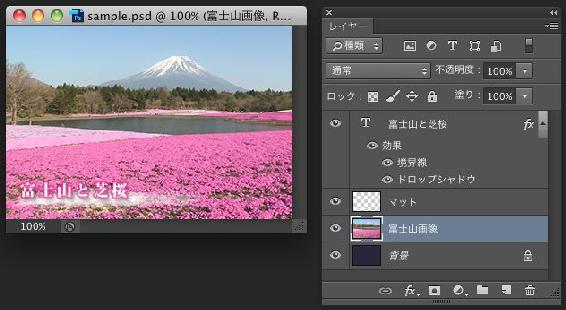 sample.psd @ 100% (富士山画像, R...
富士山と芝桜
100%
レイヤー
種類
T
通常
不透明度：
100%
ロック：
塗り：
100%
T
富士山と芝桜
fx
効果
境界線
ドロップシャドウ
マット
富士山画像
背景
fx